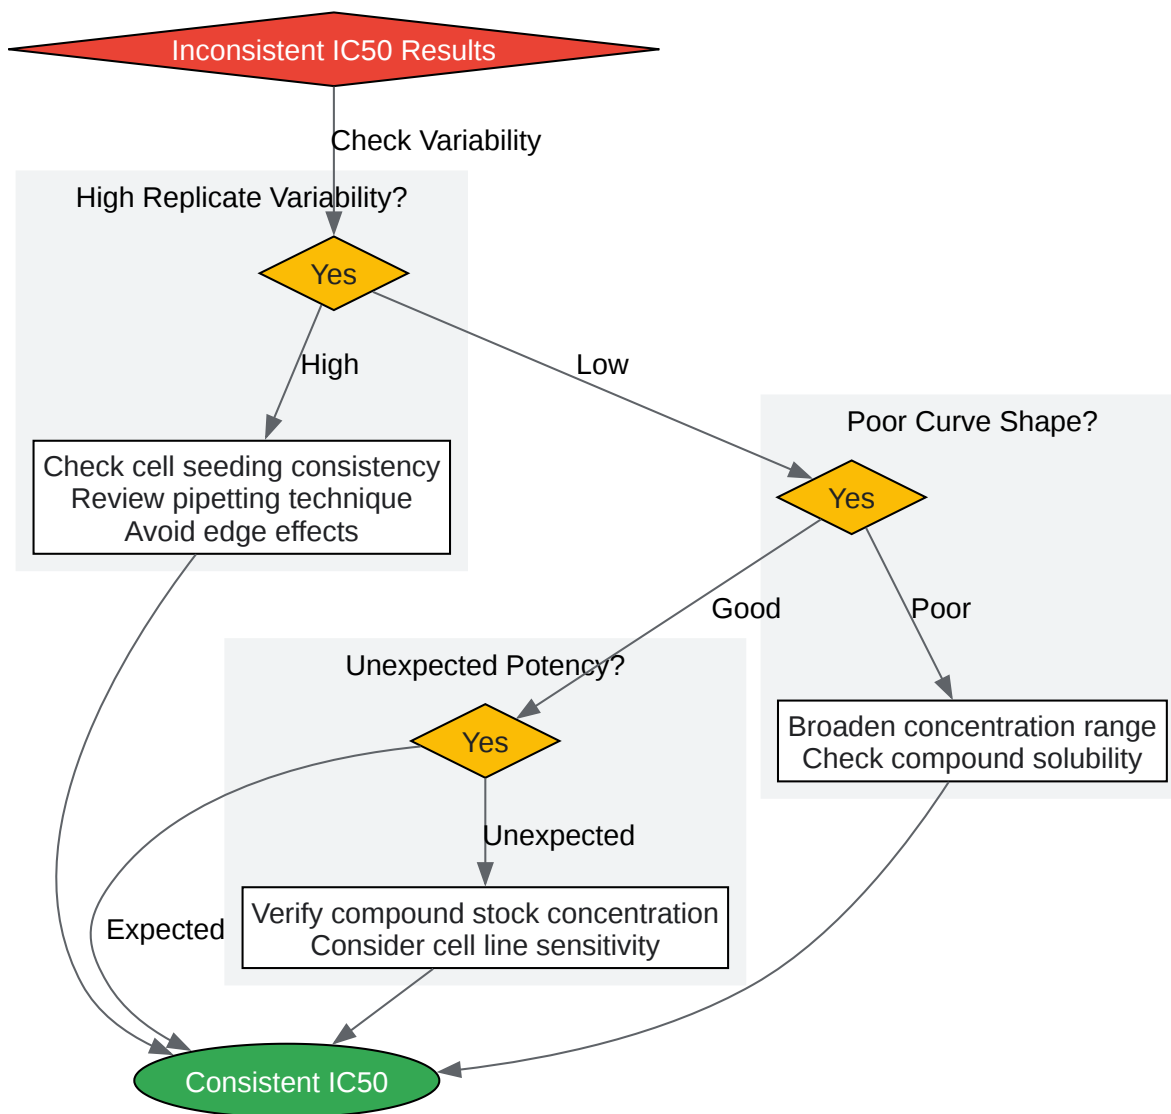 Inconsistent IC50 Results
Check Variability
High Replicate Variability?
Yes
High
Low
Check cell seeding consistency
Review pipetting technique
Avoid edge effects
Poor Curve Shape?
Yes
Good
Poor
Broaden concentration range
Check compound solubility
Unexpected Potency?
Yes
Unexpected
Expected
Verify compound stock concentration
Consider cell line sensitivity
Consistent IC50